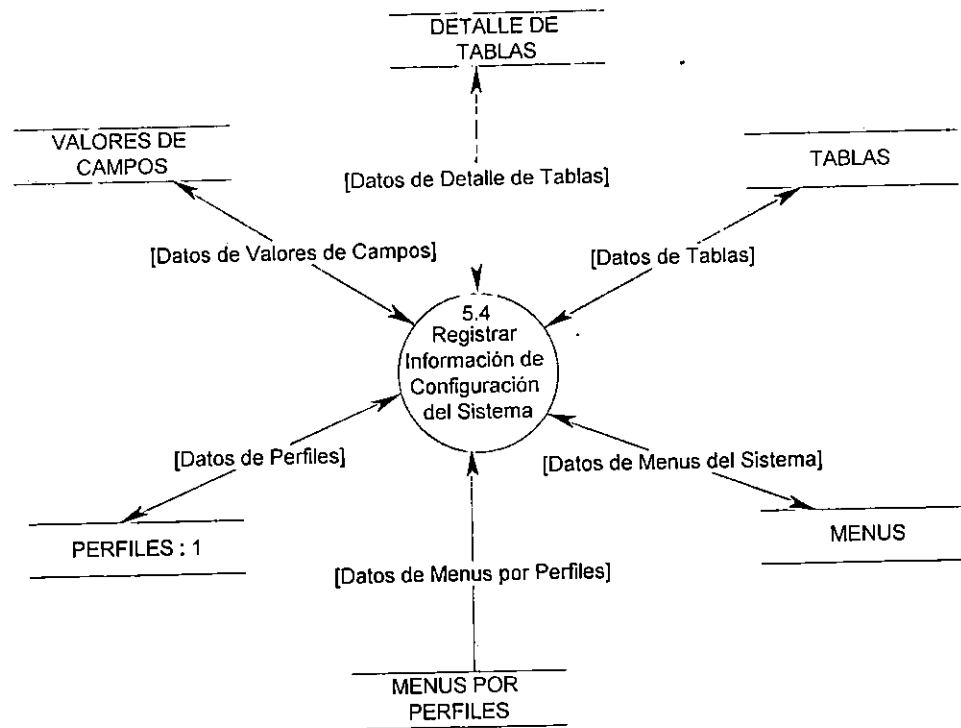 DETALLE DE
TABLAS
VALORES DE
CAMPOS
TABLAS
[Datos de Detalle de Tablas]
[Datos de Valores de Campos]
[Datos de Tablas]
5.4
Registrar
Información de
Configuración
del Sistema
[Datos de Perfiles]
[Datos de Menus del Sistema]
PERFILES : 1
MENUS
[Datos de Menus por Perfiles]
MENUS POR
PERFILES